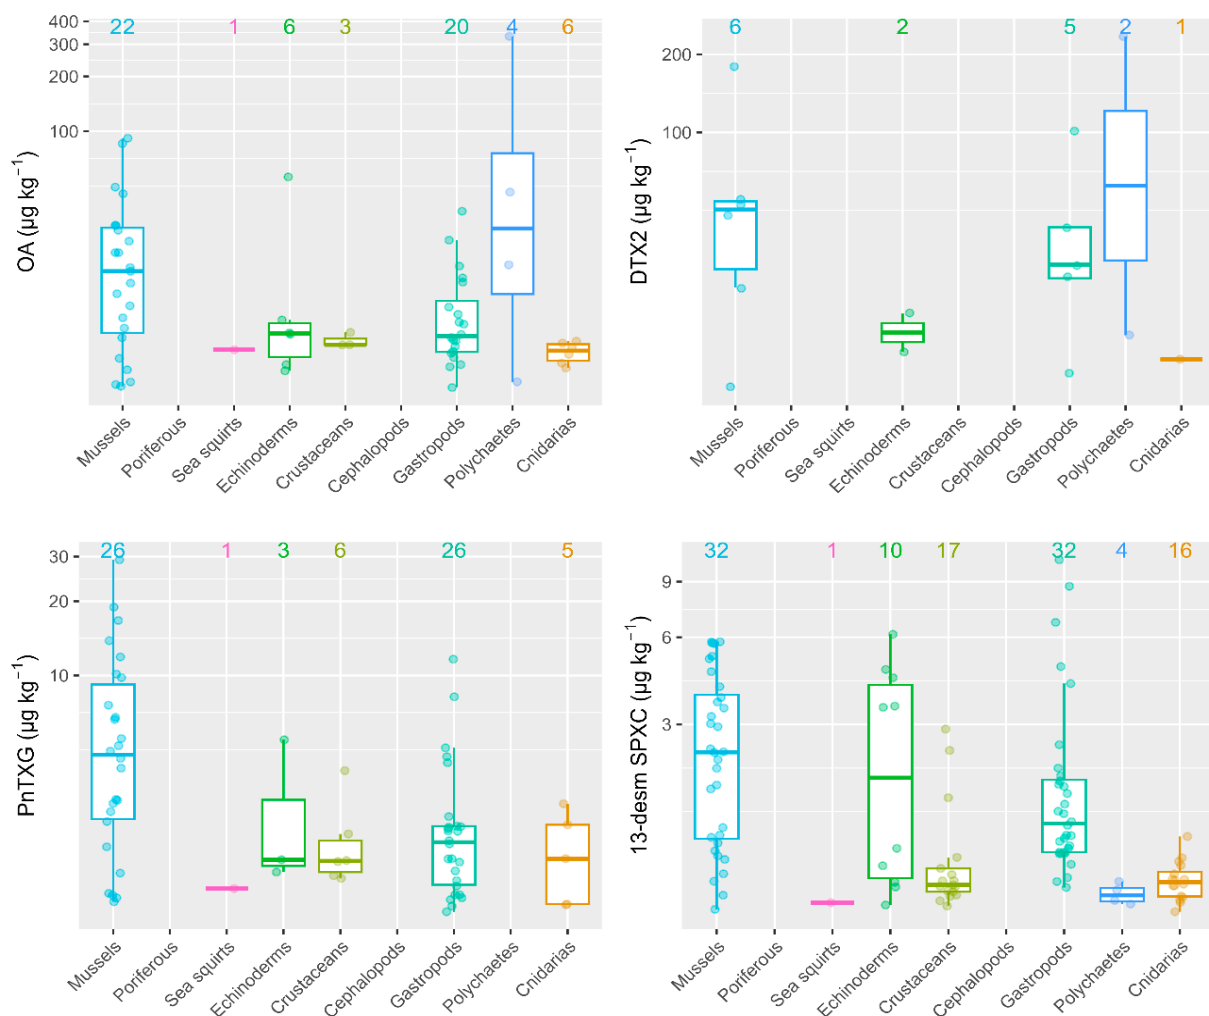 22 1 6 3 20 4 6
400
300
200
100
OA (µg kg⁻¹)
Mussels
Poriferous
Sea squirts
Echinoderms
Crustaceans
Cephalopods
Gastropods
Polychaetes
Cnidarias
6 2 5 2 1
200
100
DTX2 (µg kg⁻¹)
Mussels
Poriferous
Sea squirts
Echinoderms
Crustaceans
Cephalopods
Gastropods
Polychaetes
Cnidarias
26 1 3 6 26 5
30
20
10
PnTXG (µg kg⁻¹)
Mussels
Poriferous
Sea squirts
Echinoderms
Crustaceans
Cephalopods
Gastropods
Polychaetes
Cnidarias
32 1 10 17 32 4 16
9
6
3
13-desm SPXC (µg kg⁻¹)
Mussels
Poriferous
Sea squirts
Echinoderms
Crustaceans
Cephalopods
Gastropods
Polychaetes
Cnidarias